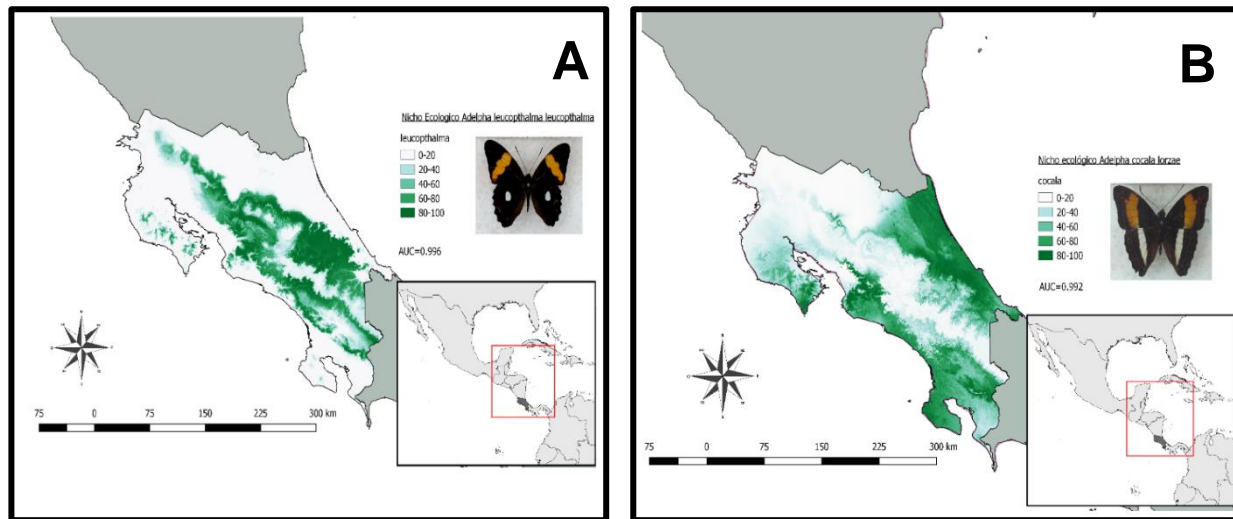 A
Nicho Ecologico Adelpha leucopthalma leucopthalma
leucopthalma
0-20
20-40
40-60
60-80
80-100
AUC=0.996
75 0 75 150 225 300 km
B
Nicho ecológico Adelpha cocala lorzae
cocala
0-20
20-40
40-60
60-80
80-100
AUC=0.992
75 0 75 150 225 300 km